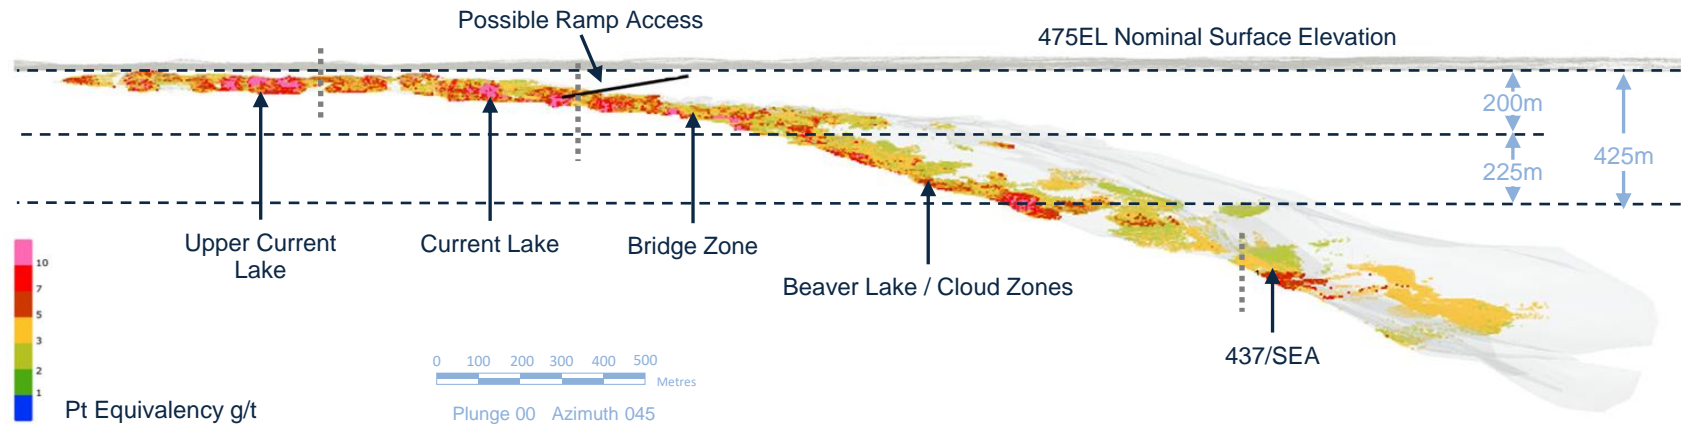 Possible Ramp Access
475EL Nominal Surface Elevation
200m
225m
425m
Upper Current
Lake
Current Lake
Bridge Zone
Beaver Lake / Cloud Zones
437/SEA
10
7
5
3
2
1
Pt Equivalency g/t
0 100 200 300 400 500
Metres
Plunge 00 Azimuth 045